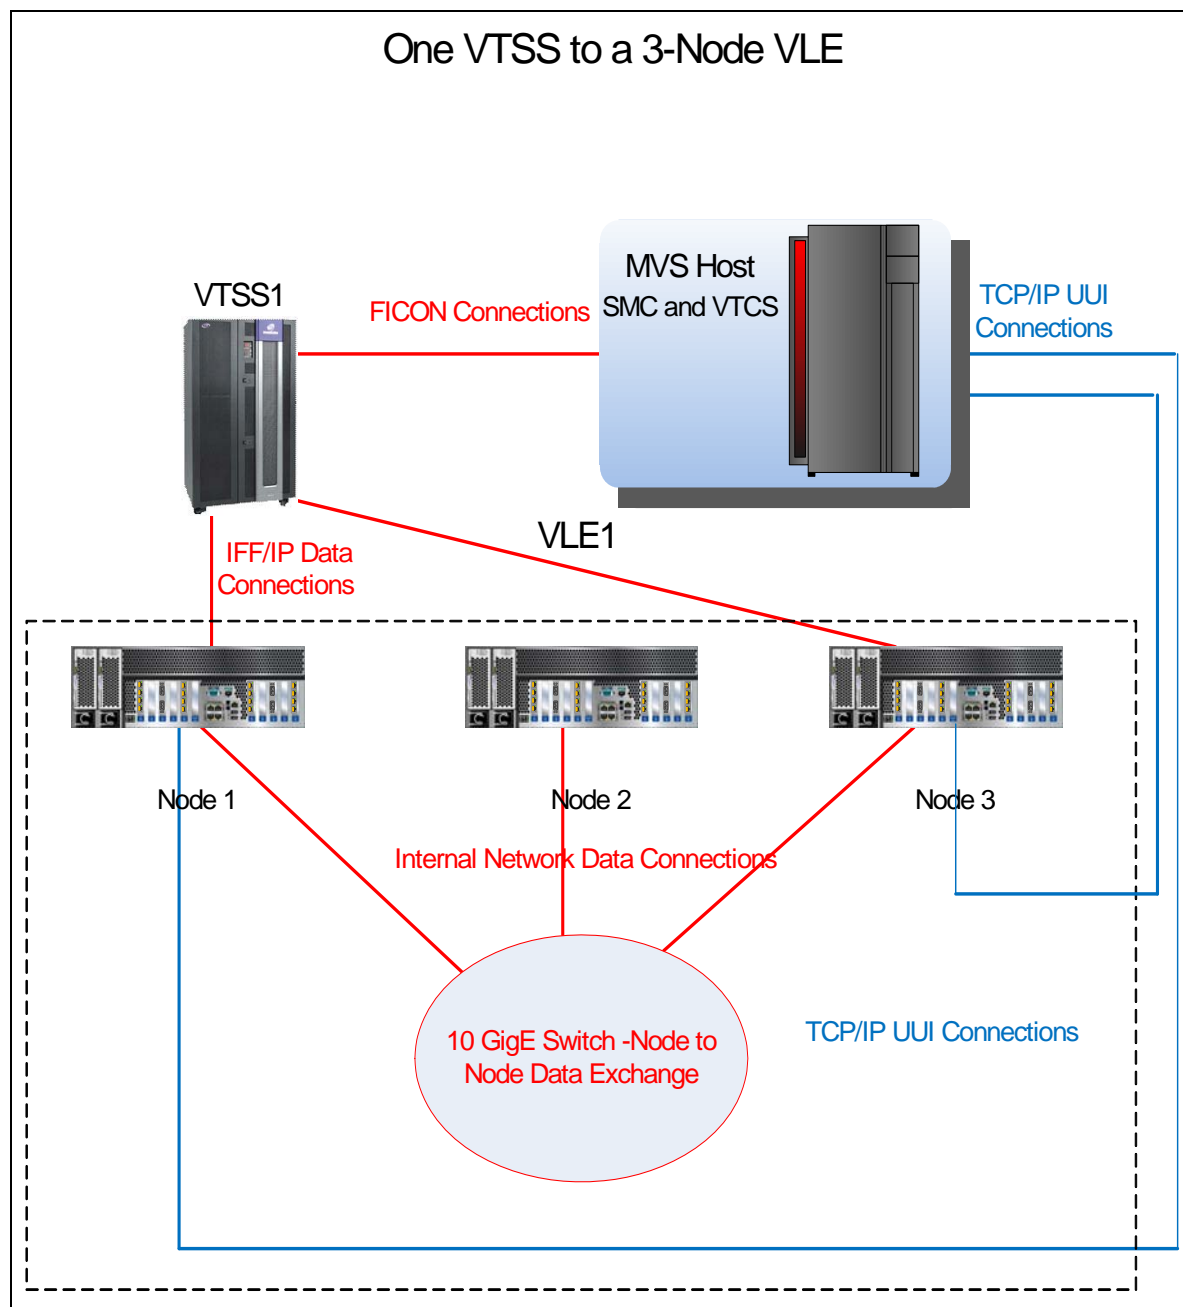 One VTSS to a 3-Node VLE
MVS Host
SMC and VTCS
VTSS1
FICON Connections
TCP/IP UUI
Connections
VLE1
IFF/IP Data
Connections
Node 1
Node 2
Node 3
Internal Network Data Connections
10 GigE Switch -Node to
Node Data Exchange
TCP/IP UUI Connections